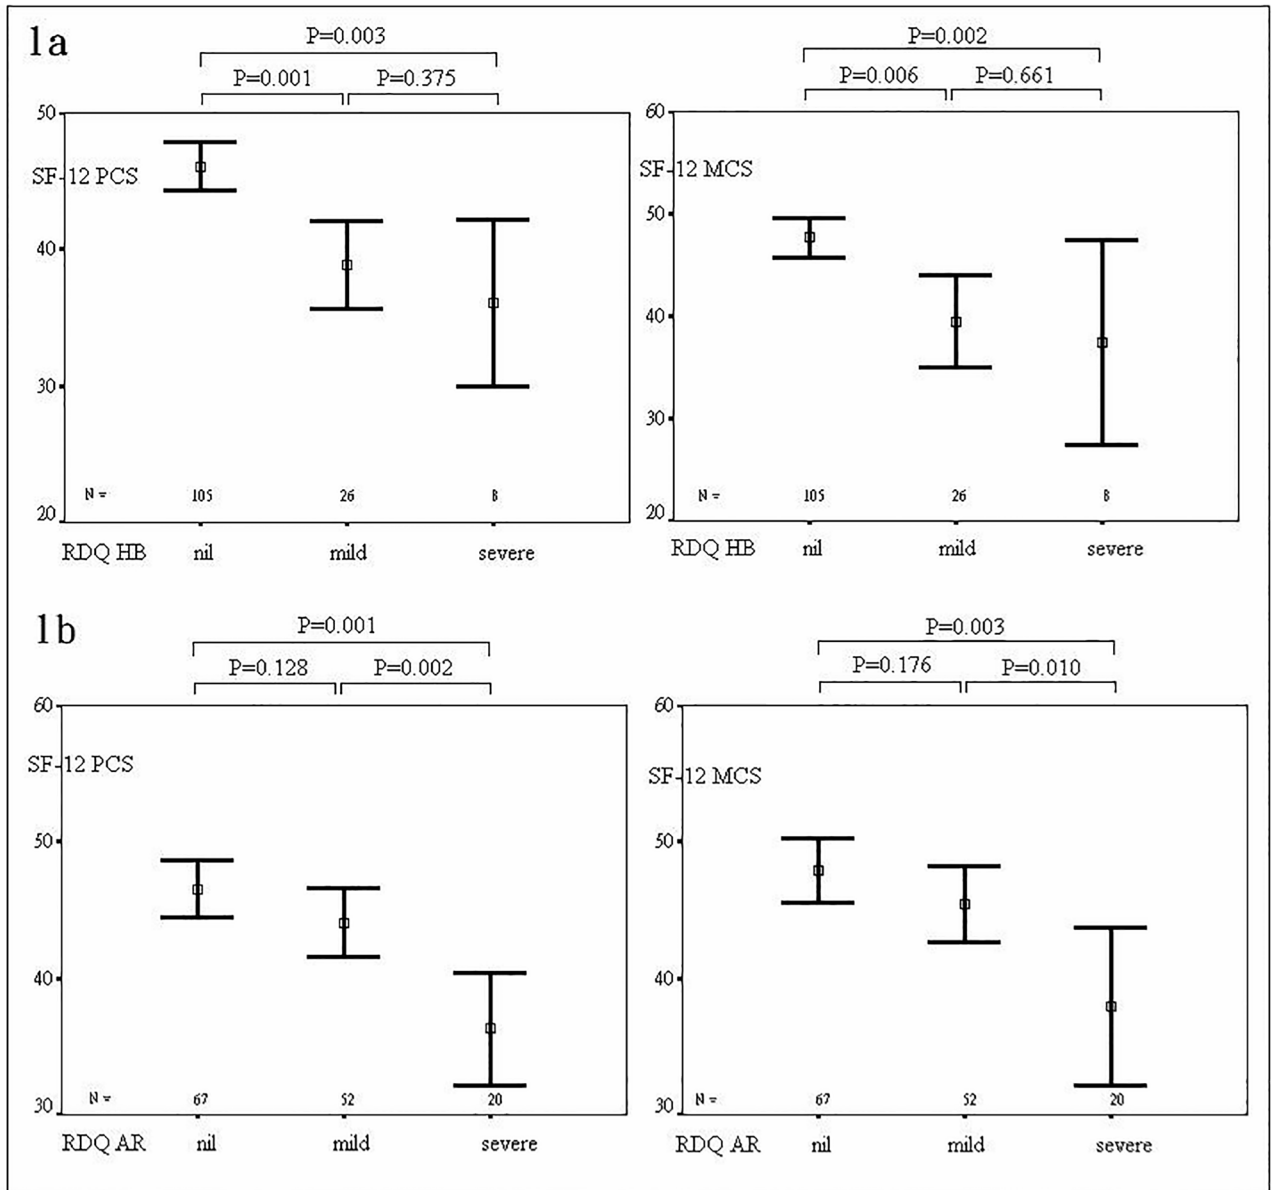 1a
P=0.003
P=0.001 P=0.375
50
SF-12 PCS
40
30
N = 105 26 8
20
RDQ HB nil mild severe
P=0.002
P=0.006 P=0.661
60
SF-12 MCS
50
40
30
N = 105 26 8
20
RDQ HB nil mild severe
1b
P=0.001
P=0.128 P=0.002
60
SF-12 PCS
50
40
N = 67 52 20
30
RDQ AR nil mild severe
P=0.003
P=0.176 P=0.010
60
SF-12 MCS
50
40
N = 67 52 20
30
RDQ AR nil mild severe